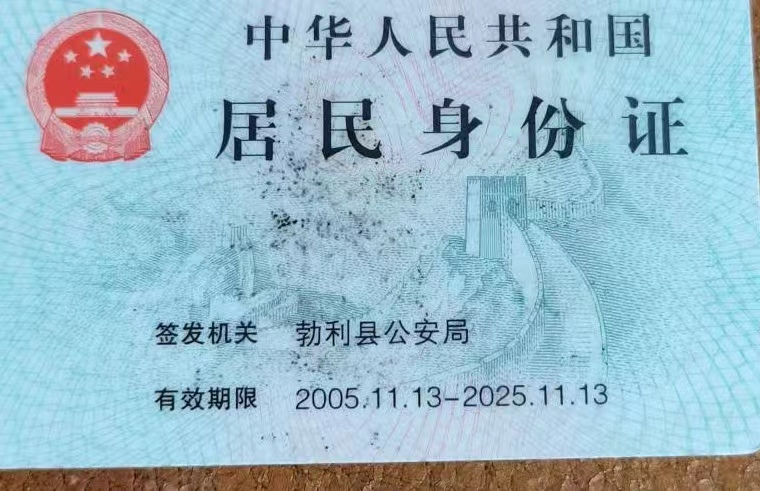 中华人民共和国
居民身份证
签发机关 勃利县公安局
有效期限 2005.11.13-2025.11.13